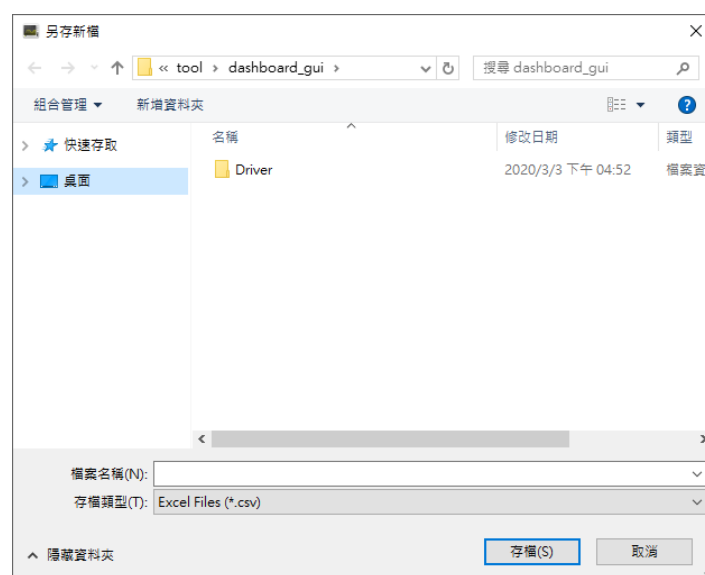 另存新檔
« tool › dashboard_gui ›
搜尋 dashboard_gui
組合管理 新增資料夾
名稱 修改日期 類型
快速存取
Driver 2020/3/3 下午 04:52 檔案資
桌面
檔案名稱(N):
存檔類型(T): Excel Files (*.csv)
隱藏資料夾 存檔(S) 取消